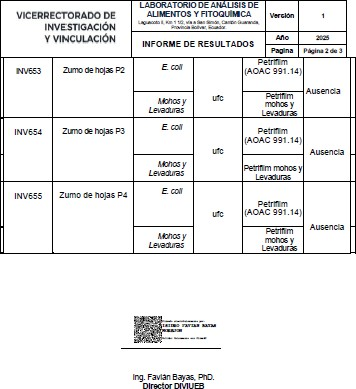 VICERRECTORADO DE
INVESTIGACIÓN
Y VINCULACIÓN
LABORATORIO DE ANÁLISIS DE
ALIMENTOS Y FITOQUÍMICA
Laguacoto II, Km 1 1/2, vía a San Simón, Cantón Guaranda,
Provincia Bolívar, Ecuador.
INFORME DE RESULTADOS
Versión 1
Año 2025
Pagina Página 2 de 3
INV653 Zumo de hojas P2 E. coli ufc Petrifilm
(AOAC 991.14) Ausencia
Mohos y
Levaduras
Petrifilm
mohos y
Levaduras
INV654 Zumo de hojas P3 E. coli ufc Petrifilm
(AOAC 991.14) Ausencia
Mohos y
Levaduras
Petrifilm mohos y
Levaduras
INV655 Zumo de hojas P4 E. coli ufc Petrifilm
(AOAC 991.14) Ausencia
Mohos y
Levaduras
Petrifilm
mohos y
Levaduras
FAVIAN BAYAS
Ing. Favián Bayas, PhD.
Director DIVIUEB